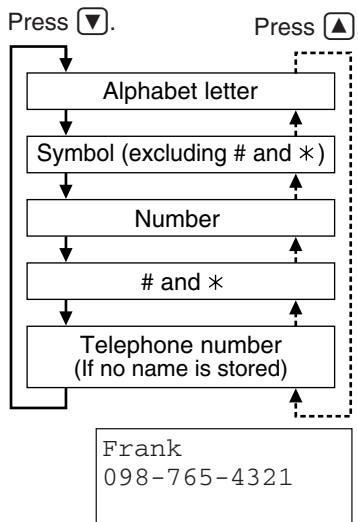 Press ▼.
Press ▲.
Alphabet letter
Symbol (excluding # and ＊)
Number
# and ＊
Telephone number
(If no name is stored)
Frank
098-765-4321